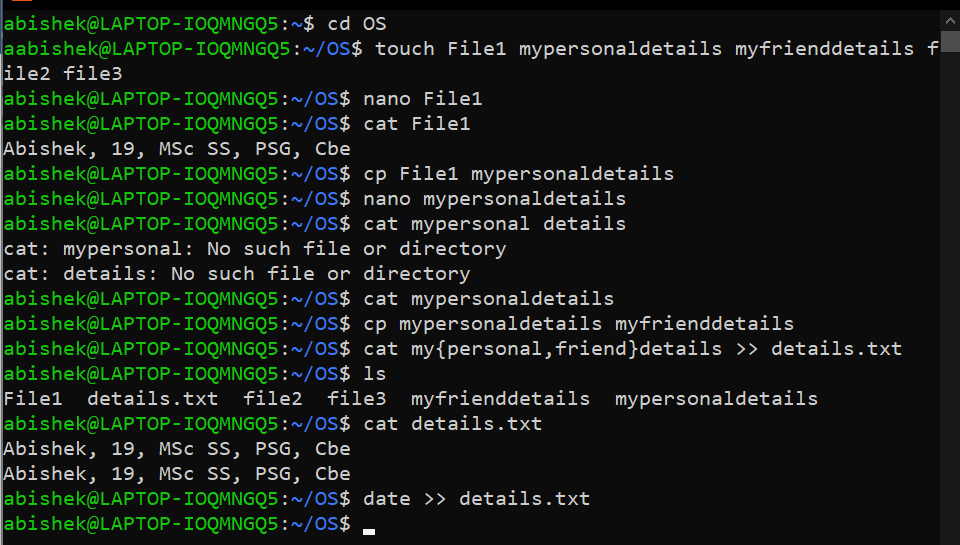 abishek@LAPTOP-IOQMNGQ5:~$ cd OS
aabishek@LAPTOP-IOQMNGQ5:~/OS$ touch File1 mypersonaldetails myfrienddetails f
ile2 file3
abishek@LAPTOP-IOQMNGQ5:~/OS$ nano File1
abishek@LAPTOP-IOQMNGQ5:~/OS$ cat File1
Abishek, 19, MSc SS, PSG, Cbe
abishek@LAPTOP-IOQMNGQ5:~/OS$ cp File1 mypersonaldetails
abishek@LAPTOP-IOQMNGQ5:~/OS$ nano mypersonaldetails
abishek@LAPTOP-IOQMNGQ5:~/OS$ cat mypersonal details
cat: mypersonal: No such file or directory
cat: details: No such file or directory
abishek@LAPTOP-IOQMNGQ5:~/OS$ cat mypersonaldetails
abishek@LAPTOP-IOQMNGQ5:~/OS$ cp mypersonaldetails myfrienddetails
abishek@LAPTOP-IOQMNGQ5:~/OS$ cat my{personal,friend}details >> details.txt
abishek@LAPTOP-IOQMNGQ5:~/OS$ ls
File1  details.txt  file2  file3  myfrienddetails  mypersonaldetails
abishek@LAPTOP-IOQMNGQ5:~/OS$ cat details.txt
Abishek, 19, MSc SS, PSG, Cbe
Abishek, 19, MSc SS, PSG, Cbe
abishek@LAPTOP-IOQMNGQ5:~/OS$ date >> details.txt
abishek@LAPTOP-IOQMNGQ5:~/OS$